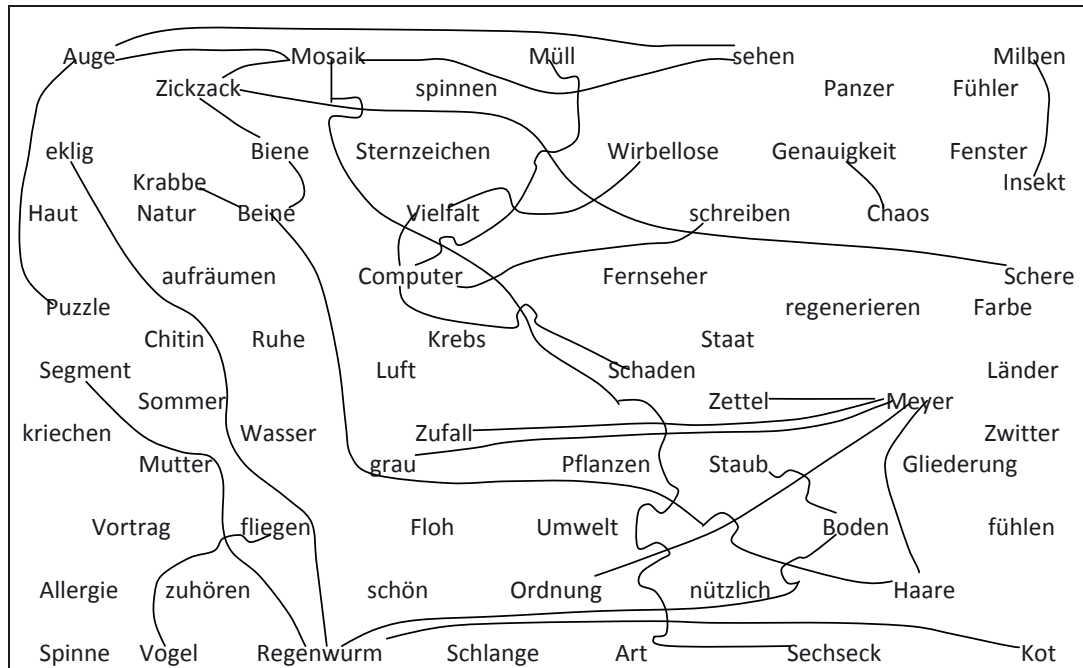 Auge Mosaik Müll sehen Milben
Zickzack spinnen Panzer Fühler
eklig Biene Sternzeichen Wirbellose Genauigkeit Fenster
Krabbe Insekt
Haut Natur Beine Vielfalt schreiben Chaos
aufräumen Computer Fernseher Schere
Puzzle regenerieren Farbe
Chitin Ruhe Krebs Staat
Segment Luft Schaden Länder
Sommer Zettel Meyer
kriechen Wasser Zufall Zwitter
Mutter grau Pflanzen Staub Gliederung
Vortrag fliegen Floh Umwelt Boden fühlen
Allergie zuhören schön Ordnung nützlich Haare
Spinne Vogel Regenwurm Schlange Art Sechseck Kot